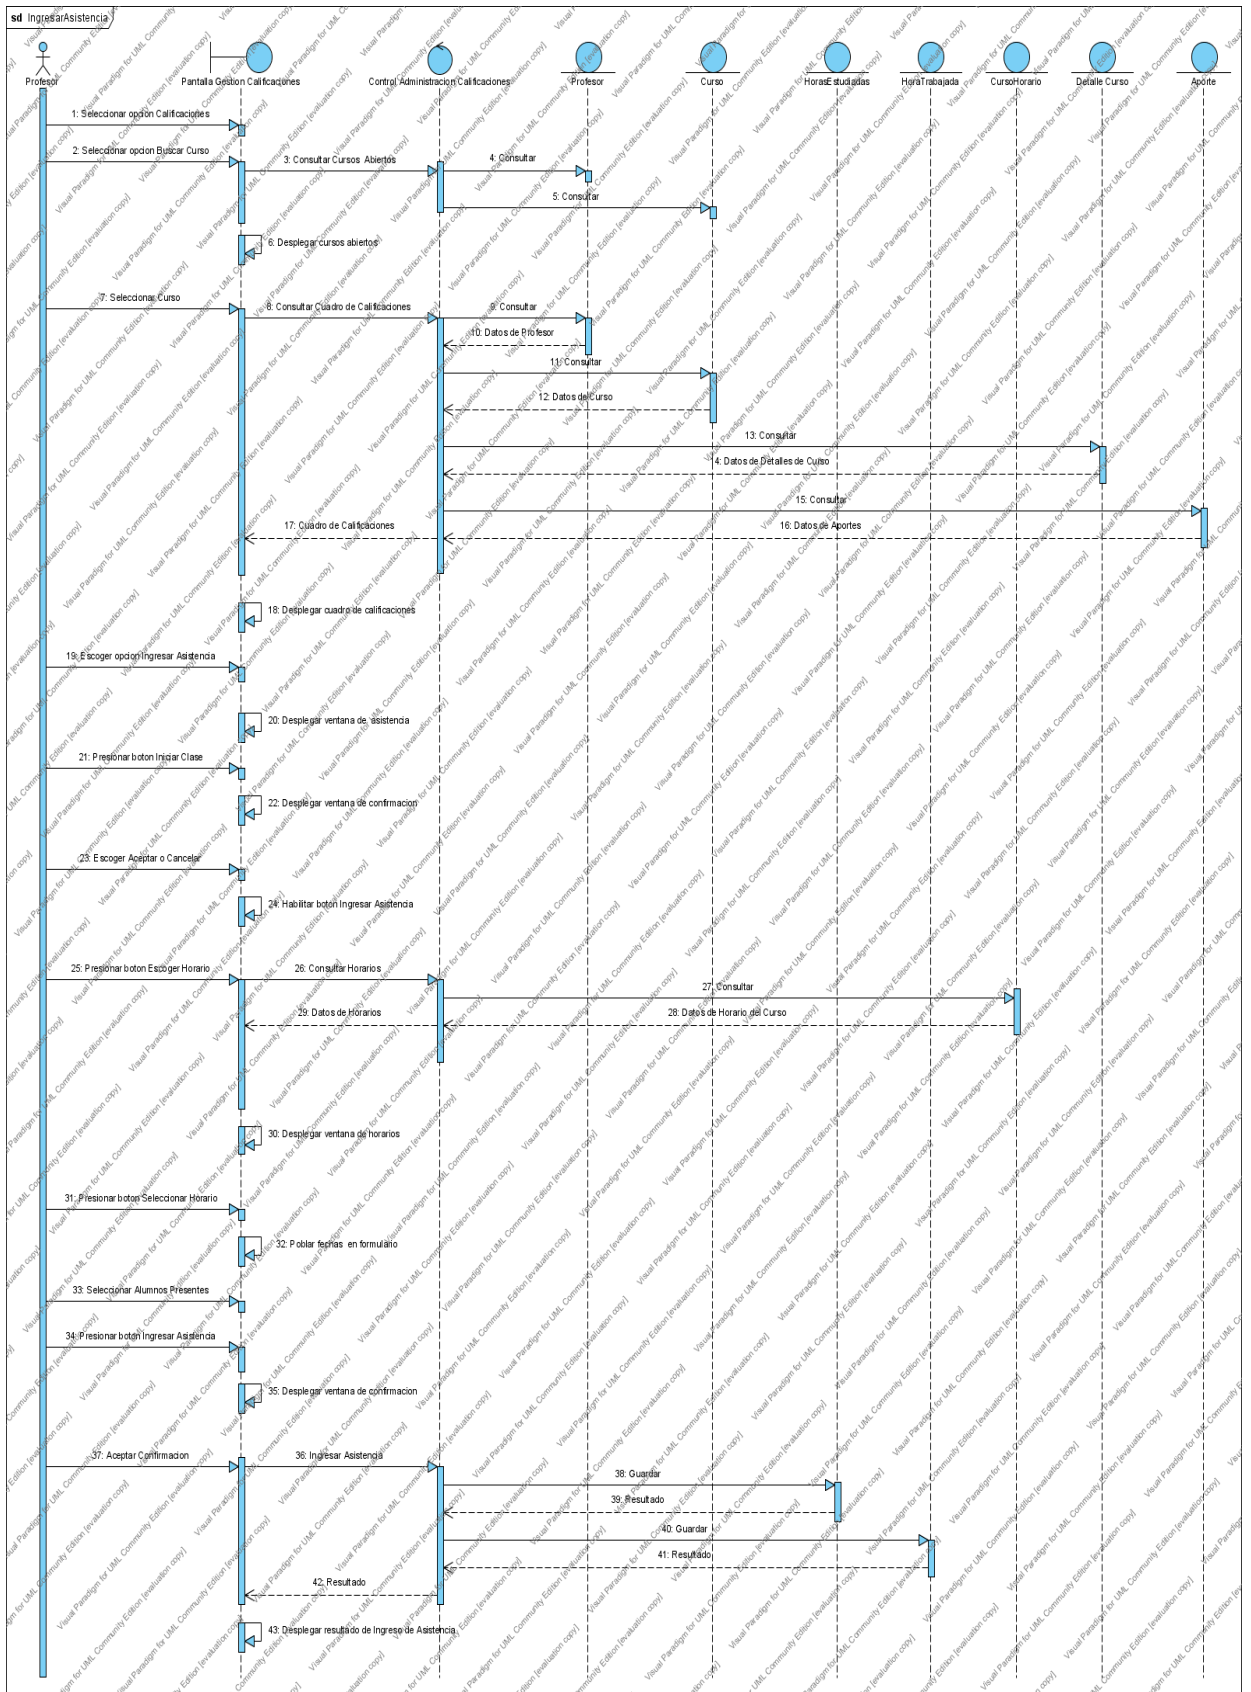 sd IngresarAsistencia
Profesor
Pantalla Gestion Calificaciones
Control Administracion Calificaciones
Profesor
Curso
HorasEstudiadas
HoraTrabajada
CursoHorario
Detalle Curso
Aporte
1: Seleccionar opcion Calificaciones
2: Seleccionar opcion Buscar Curso
3: Consultar Cursos Abiertos
4: Consultar
5: Consultar
6: Desplegar cursos abiertos
7: Seleccionar Curso
8: Consultar Cuadro de Calificaciones
9: Consultar
10: Datos de Profesor
11: Consultar
12: Datos de Curso
13: Consultar
4: Datos de Detalles de Curso
15: Consultar
16: Datos de Aportes
17: Cuadro de Calificaciones
18: Desplegar cuadro de calificaciones
19: Escoger opcion Ingresar Asistencia
20: Desplegar ventana de asistencia
21: Presionar boton Iniciar Clase
22: Desplegar ventana de confirmacion
23: Escoger Aceptar o Cancelar
24: Habilitar boton Ingresar Asistencia
25: Presionar boton Escoger Horario
26: Consultar Horarios
27: Consultar
28: Datos de Horario del Curso
29: Datos de Horarios
30: Desplegar ventana de horarios
31: Presionar boton Seleccionar Horario
32: Poblar fechas en formulario
33: Seleccionar Alumnos Presentes
34: Presionar boton Ingresar Asistencia
35: Desplegar ventana de confirmacion
37: Aceptar Confirmacion
36: Ingresar Asistencia
38: Guardar
39: Resultado
40: Guardar
41: Resultado
42: Resultado
43: Desplegar resultado de Ingreso de Asistencia
Visual Paradigm for UML Community Edition [evaluation copy]